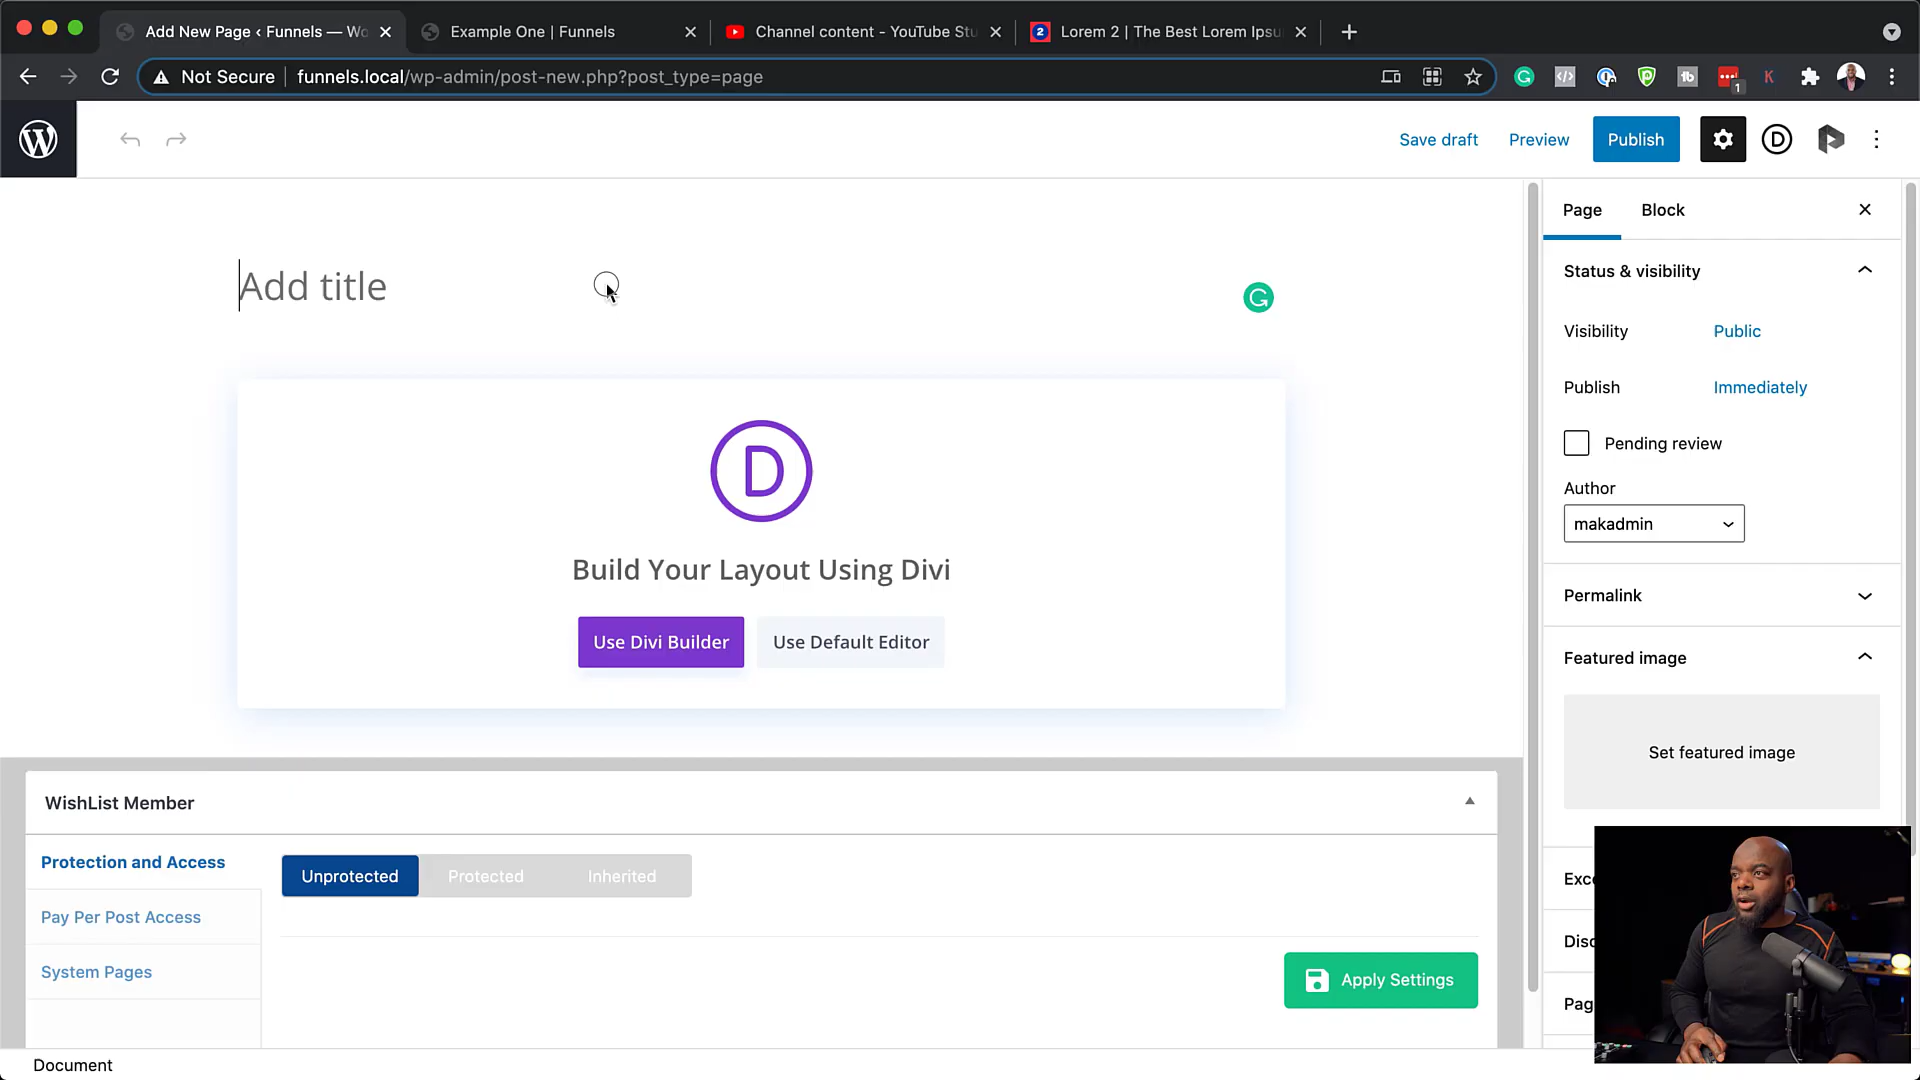 Add New Page ‹ Funnels — Wo
Example One | Funnels
Channel content - YouTube Stu
2
Lorem 2 | The Best Lorem Ipsu
Not Secure
funnels.local/wp-admin/post-new.php?post_type=page
1
Save draft
Preview
Publish
Page
Block
Add title
Status & visibility
Visibility
Public
Publish
Immediately
Pending review
Author
makadmin
D
Build Your Layout Using Divi
Use Divi Builder
Use Default Editor
Permalink
Featured image
Set featured image
WishList Member
Protection and Access
Unprotected
Protected
Inherited
Pay Per Post Access
System Pages
Apply Settings
Exce
Disc
Pag
Document